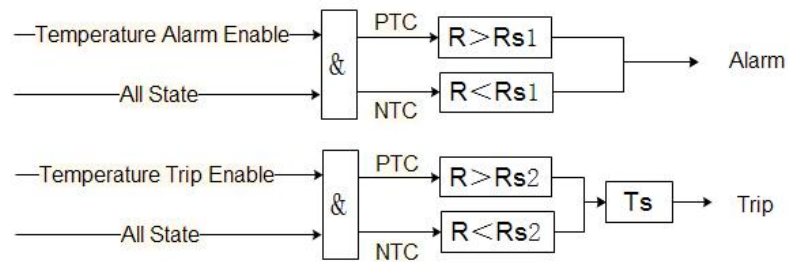 Temperature Alarm Enable
All State
&
PTC
R>Rs1
NTC
R<Rs1
Alarm
Temperature Trip Enable
All State
&
PTC
R>Rs2
NTC
R<Rs2
Ts
Trip